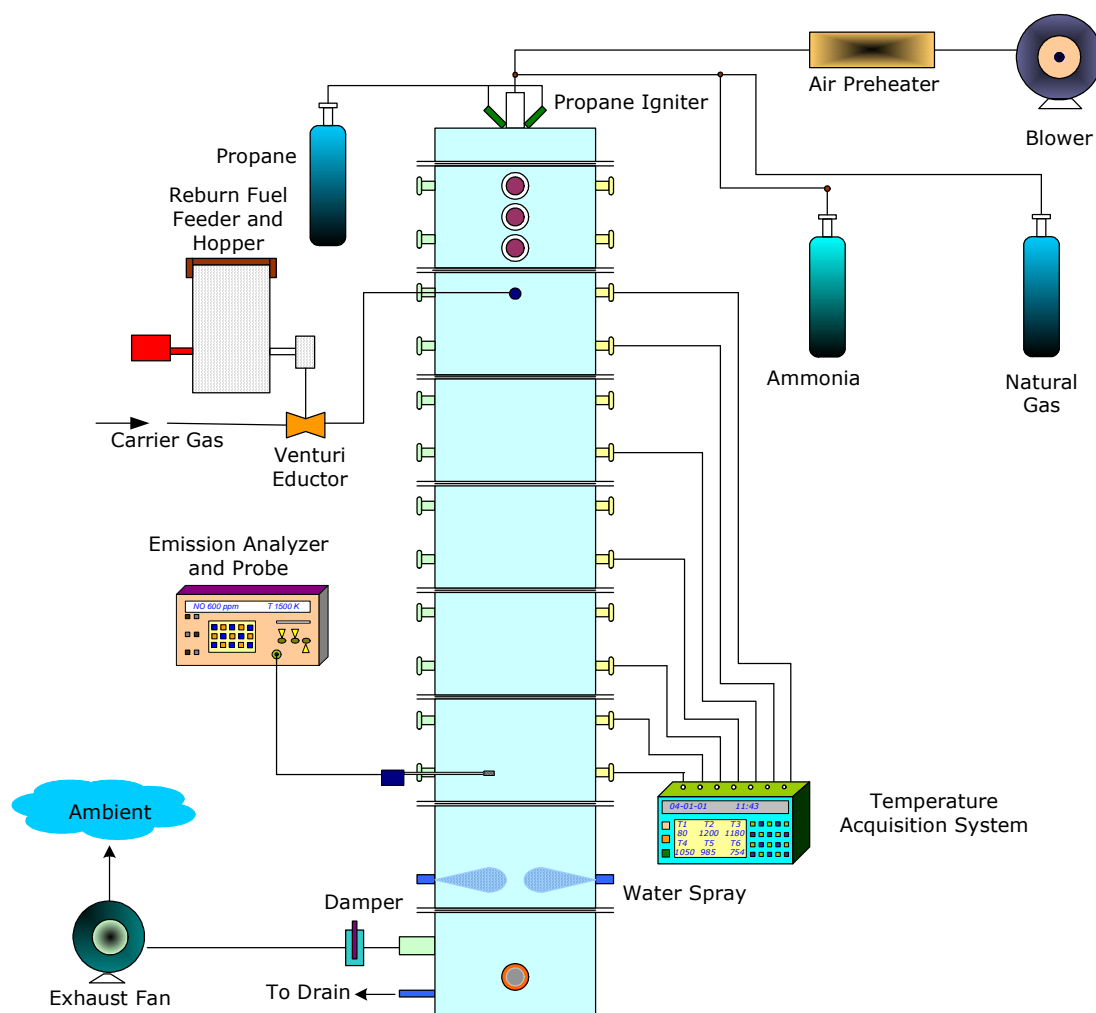 Propane Igniter
Air Preheater
Blower
Propane
Reburn Fuel
Feeder and
Hopper
Ammonia
Natural
Gas
Carrier Gas
Venturi
Eductor
Emission Analyzer
and Probe
NO 600 ppm T 1500 K
Temperature
Acquisition System
04-01-01 11:43
T1 T2 T3
80 1200 1180
T4 T5 T6
1050 985 754
Ambient
Water Spray
Damper
Exhaust Fan
To Drain